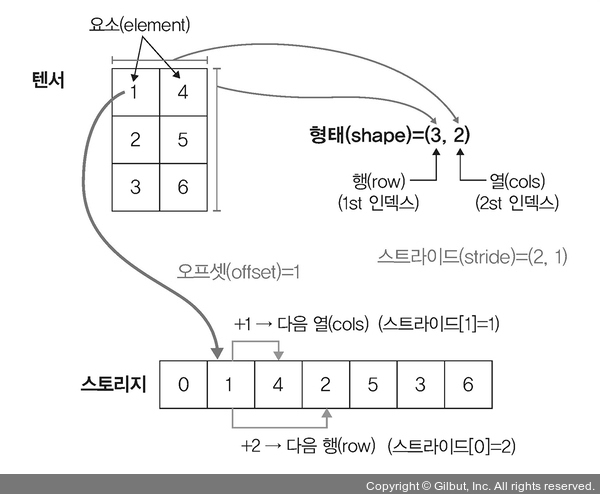 요소(element)
텐서
1 4
2 5
3 6
형태(shape)=(3, 2)
행(row) 열(cols)
(1st 인덱스) (2st 인덱스)
스트라이드(stride)=(2, 1)
오프셋(offset)=1
+1 → 다음 열(cols) (스트라이드[1]=1)
스토리지 0 1 4 2 5 3 6
+2 → 다음 행(row) (스트라이드[0]=2)
Copyright © Gilbut, Inc. All rights reserved.